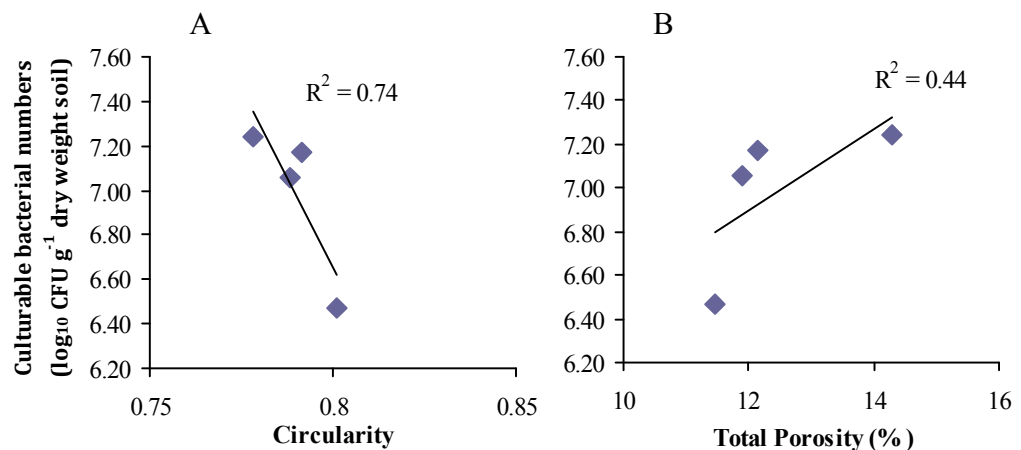 A
Culturable bacterial numbers
(log₁₀ CFU g⁻¹ dry weight soil)
7.60
7.40
7.20
7.00
6.80
6.60
6.40
6.20
R² = 0.74
0.75
0.8
0.85
Circularity
B
7.60
7.40
7.20
7.00
6.80
6.60
6.40
6.20
R² = 0.44
10
12
14
16
Total Porosity (%)